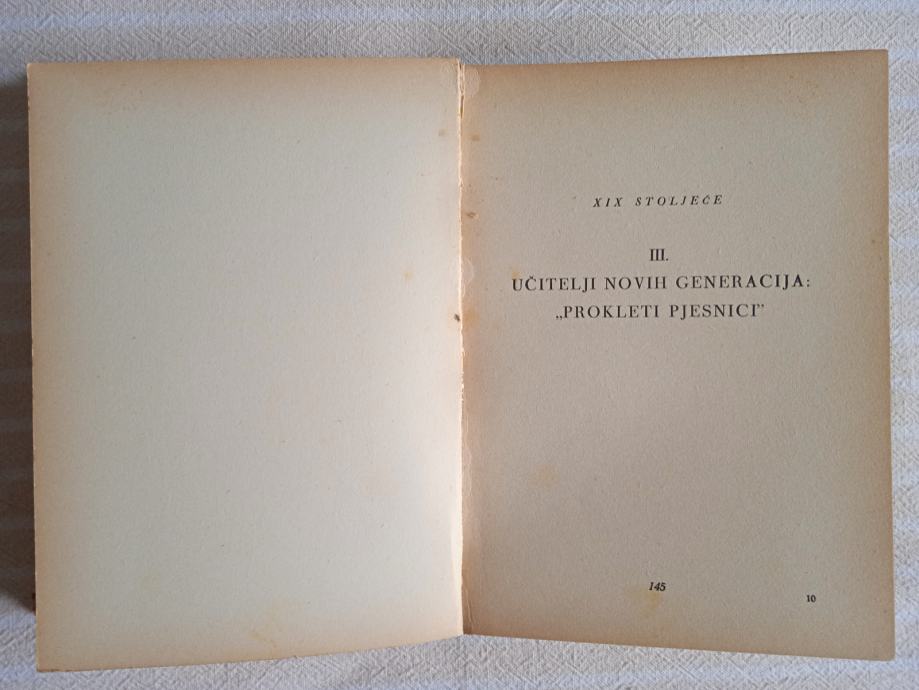 XIX STOLJEĆE
III.
UČITELJI NOVIH GENERACIJA:
„PROKLETI PJESNICI”
145
10